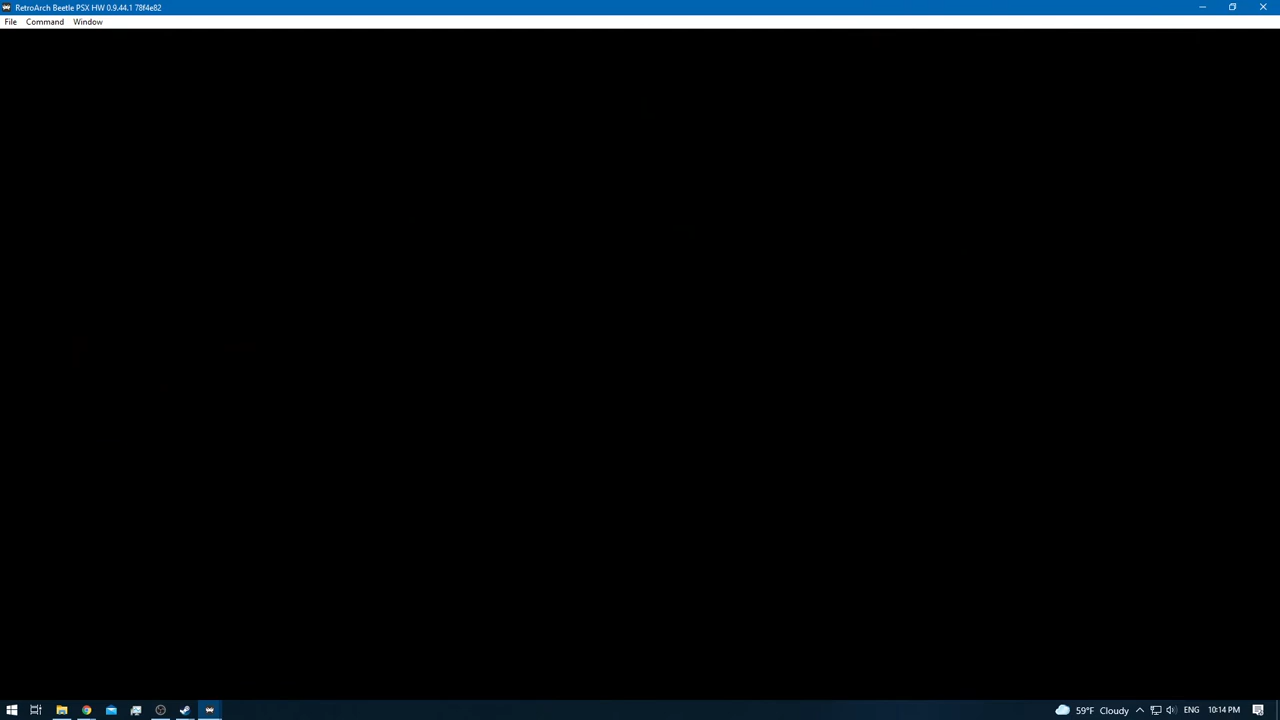 RetroArch Beetle PSX HW 0.9.44.1 78f4e82
File Command Window
59°F Cloudy ENG 10:14 PM